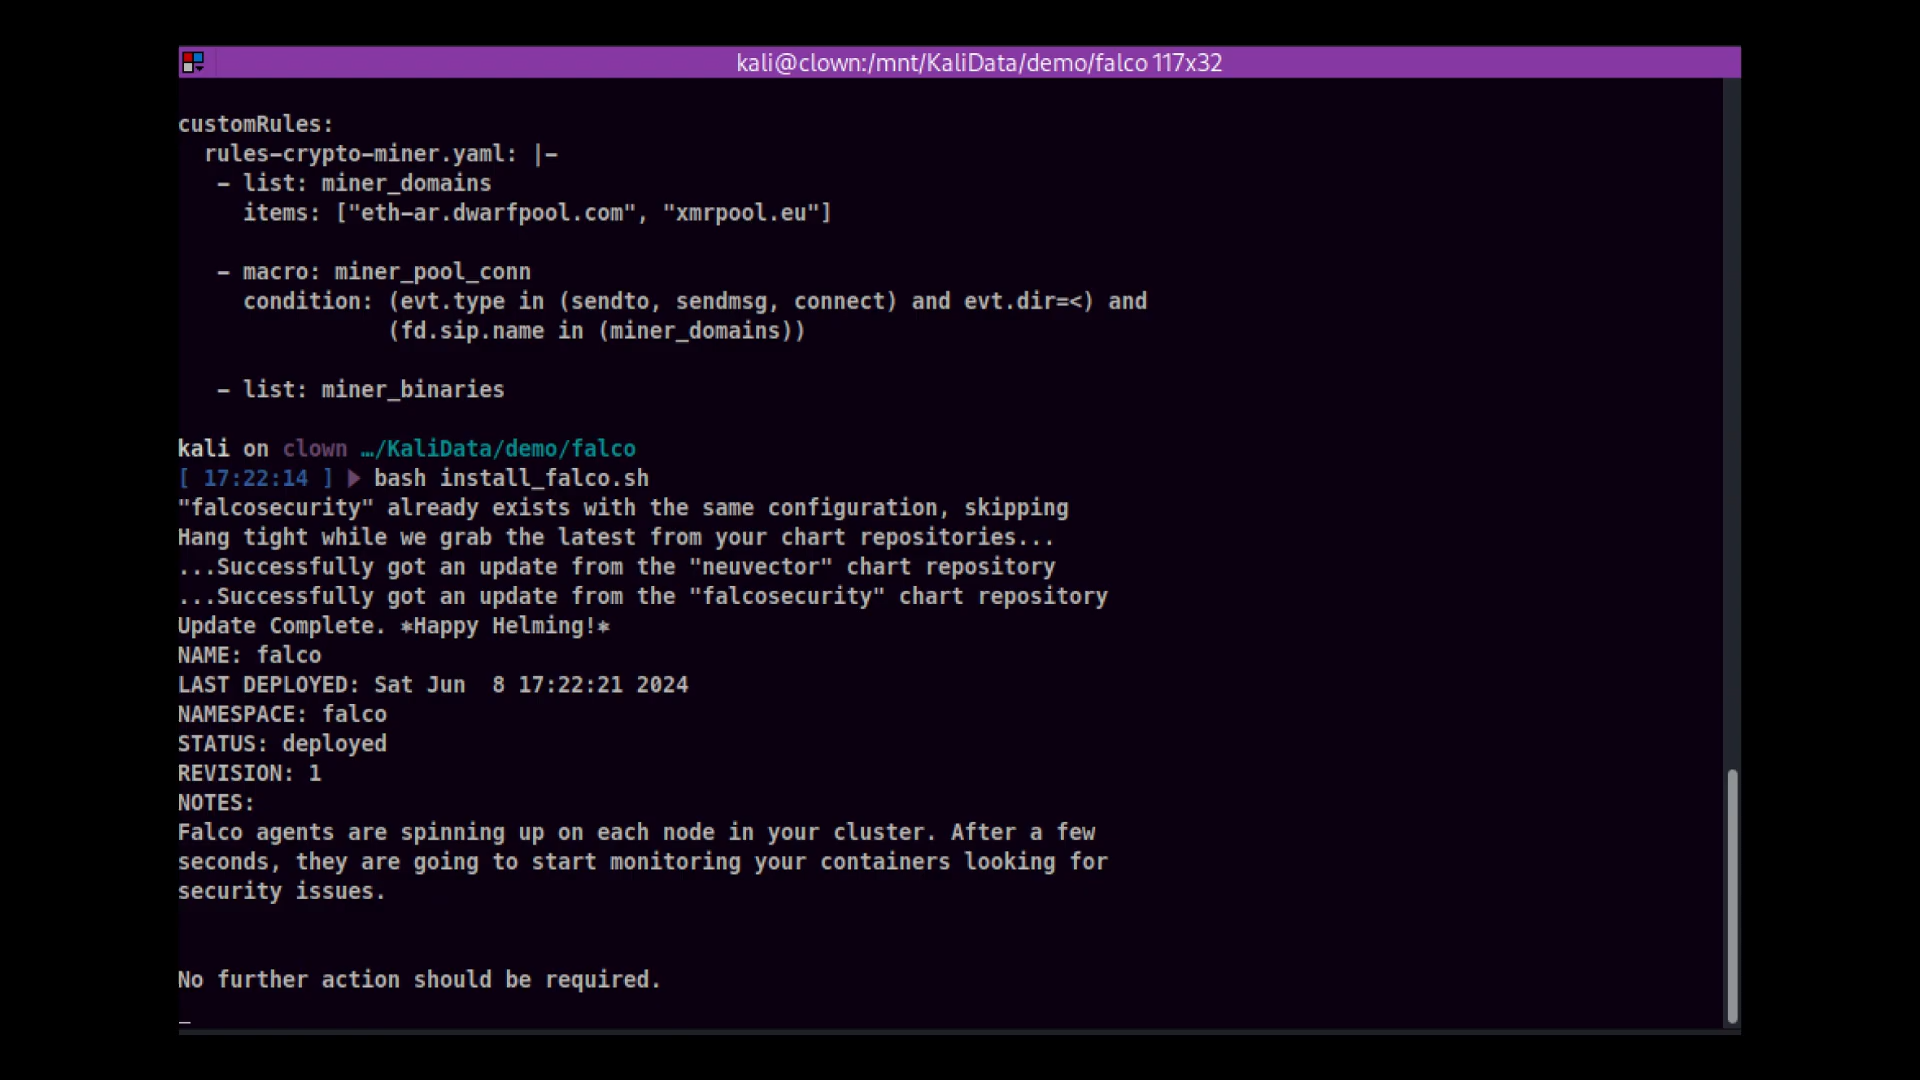 kali@clown:/mnt/KaliData/demo/falco 117x32
customRules:
  rules-crypto-miner.yaml: |-
   - list: miner_domains
     items: ["eth-ar.dwarfpool.com", "xmrpool.eu"]
   - macro: miner_pool_conn
     condition: (evt.type in (sendto, sendmsg, connect) and evt.dir=<) and
                (fd.sip.name in (miner_domains))
   - list: miner_binaries
kali on clown …/KaliData/demo/falco
[ 17:22:14 ] ▶ bash install_falco.sh
"falcosecurity" already exists with the same configuration, skipping
Hang tight while we grab the latest from your chart repositories...
...Successfully got an update from the "neuvector" chart repository
...Successfully got an update from the "falcosecurity" chart repository
Update Complete. ⎈Happy Helming!⎈
NAME: falco
LAST DEPLOYED: Sat Jun  8 17:22:21 2024
NAMESPACE: falco
STATUS: deployed
REVISION: 1
NOTES:
Falco agents are spinning up on each node in your cluster. After a few
seconds, they are going to start monitoring your containers looking for
security issues.
No further action should be required.